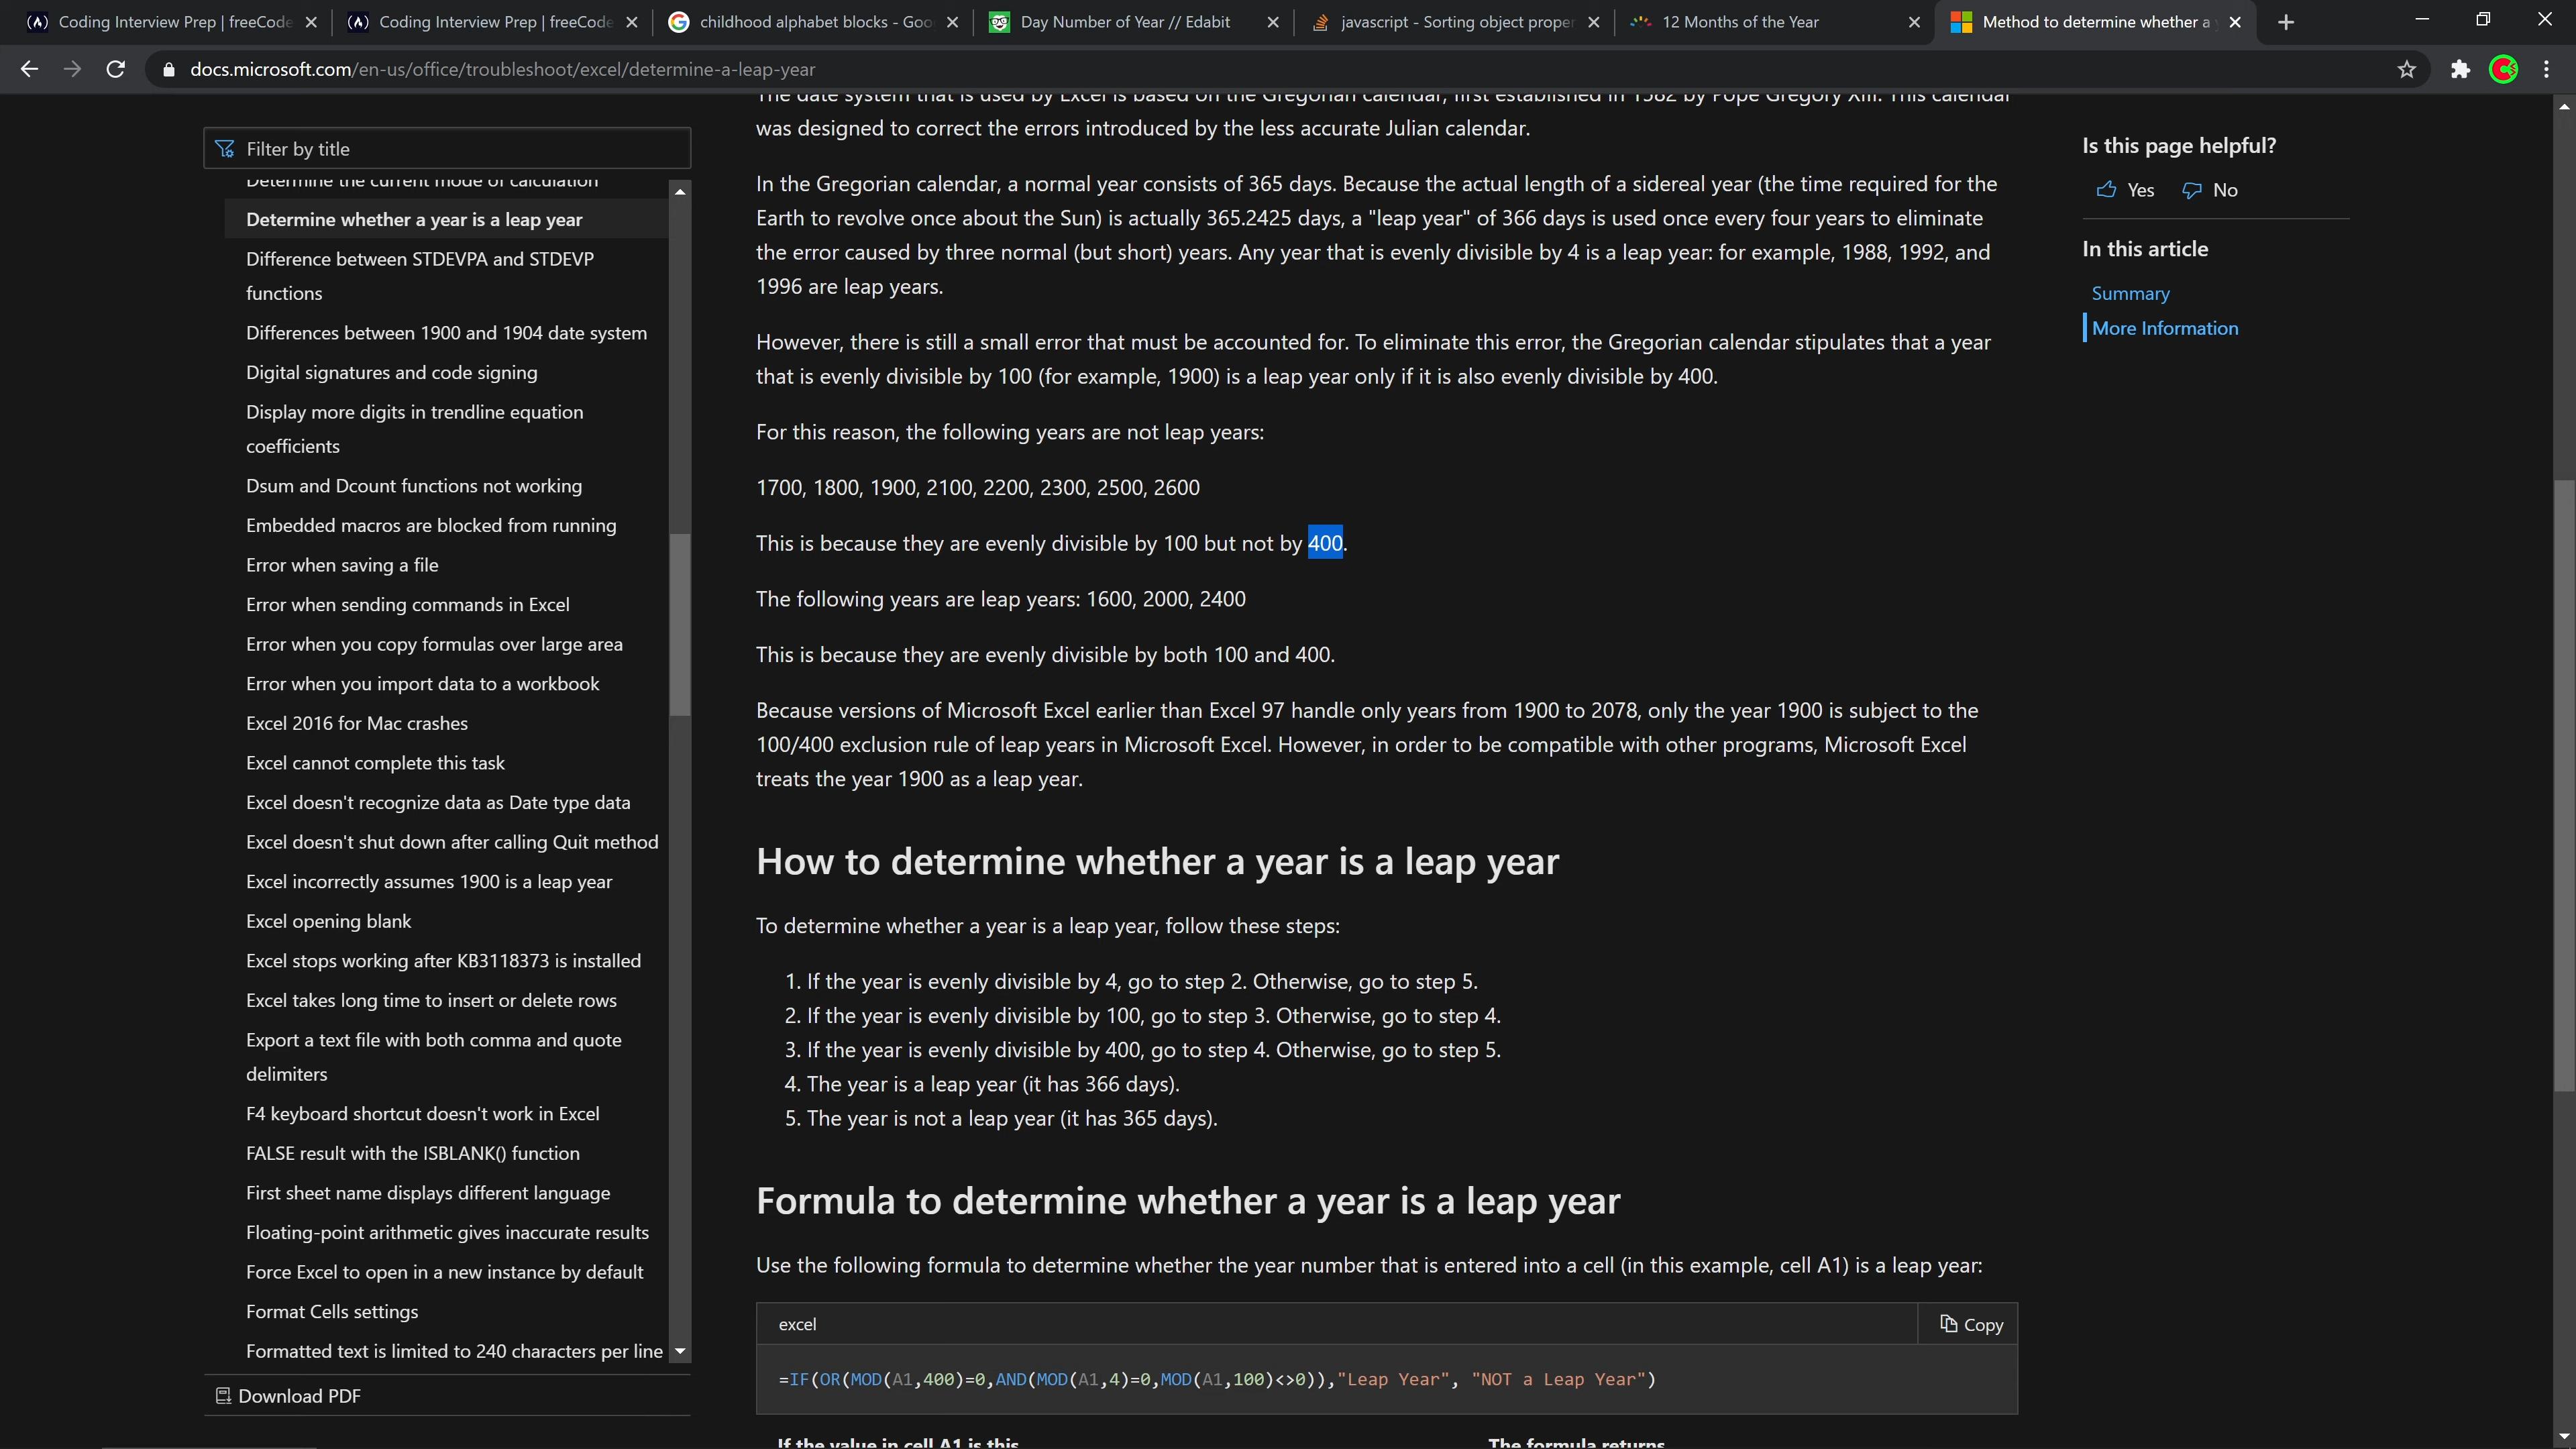 Coding Interview Prep | freeCode
Coding Interview Prep | freeCode
childhood alphabet blocks - Goo
Day Number of Year // Edabit
javascript - Sorting object proper
12 Months of the Year
Method to determine whether a y
docs.microsoft.com/en-us/office/troubleshoot/excel/determine-a-leap-year
Filter by title
Determine the current mode of calculation
Determine whether a year is a leap year
Difference between STDEVPA and STDEVP
functions
Differences between 1900 and 1904 date system
Digital signatures and code signing
Display more digits in trendline equation
coefficients
Dsum and Dcount functions not working
Embedded macros are blocked from running
Error when saving a file
Error when sending commands in Excel
Error when you copy formulas over large area
Error when you import data to a workbook
Excel 2016 for Mac crashes
Excel cannot complete this task
Excel doesn't recognize data as Date type data
Excel doesn't shut down after calling Quit method
Excel incorrectly assumes 1900 is a leap year
Excel opening blank
Excel stops working after KB3118373 is installed
Excel takes long time to insert or delete rows
Export a text file with both comma and quote
delimiters
F4 keyboard shortcut doesn't work in Excel
FALSE result with the ISBLANK() function
First sheet name displays different language
Floating-point arithmetic gives inaccurate results
Force Excel to open in a new instance by default
Format Cells settings
Formatted text is limited to 240 characters per line
Download PDF
The date system that is used by Excel is based on the Gregorian calendar, first established in 1582 by Pope Gregory XIII. This calendar
was designed to correct the errors introduced by the less accurate Julian calendar.
In the Gregorian calendar, a normal year consists of 365 days. Because the actual length of a sidereal year (the time required for the
Earth to revolve once about the Sun) is actually 365.2425 days, a "leap year" of 366 days is used once every four years to eliminate
the error caused by three normal (but short) years. Any year that is evenly divisible by 4 is a leap year: for example, 1988, 1992, and
1996 are leap years.
However, there is still a small error that must be accounted for. To eliminate this error, the Gregorian calendar stipulates that a year
that is evenly divisible by 100 (for example, 1900) is a leap year only if it is also evenly divisible by 400.
For this reason, the following years are not leap years:
1700, 1800, 1900, 2100, 2200, 2300, 2500, 2600
This is because they are evenly divisible by 100 but not by 400.
The following years are leap years: 1600, 2000, 2400
This is because they are evenly divisible by both 100 and 400.
Because versions of Microsoft Excel earlier than Excel 97 handle only years from 1900 to 2078, only the year 1900 is subject to the
100/400 exclusion rule of leap years in Microsoft Excel. However, in order to be compatible with other programs, Microsoft Excel
treats the year 1900 as a leap year.
How to determine whether a year is a leap year
To determine whether a year is a leap year, follow these steps:
1. If the year is evenly divisible by 4, go to step 2. Otherwise, go to step 5.
2. If the year is evenly divisible by 100, go to step 3. Otherwise, go to step 4.
3. If the year is evenly divisible by 400, go to step 4. Otherwise, go to step 5.
4. The year is a leap year (it has 366 days).
5. The year is not a leap year (it has 365 days).
Formula to determine whether a year is a leap year
Use the following formula to determine whether the year number that is entered into a cell (in this example, cell A1) is a leap year:
excel
Copy
=IF(OR(MOD(A1,400)=0,AND(MOD(A1,4)=0,MOD(A1,100)<>0)),"Leap Year", "NOT a Leap Year")
If the value in cell A1 is this
The formula returns
Is this page helpful?
Yes
No
In this article
Summary
More Information